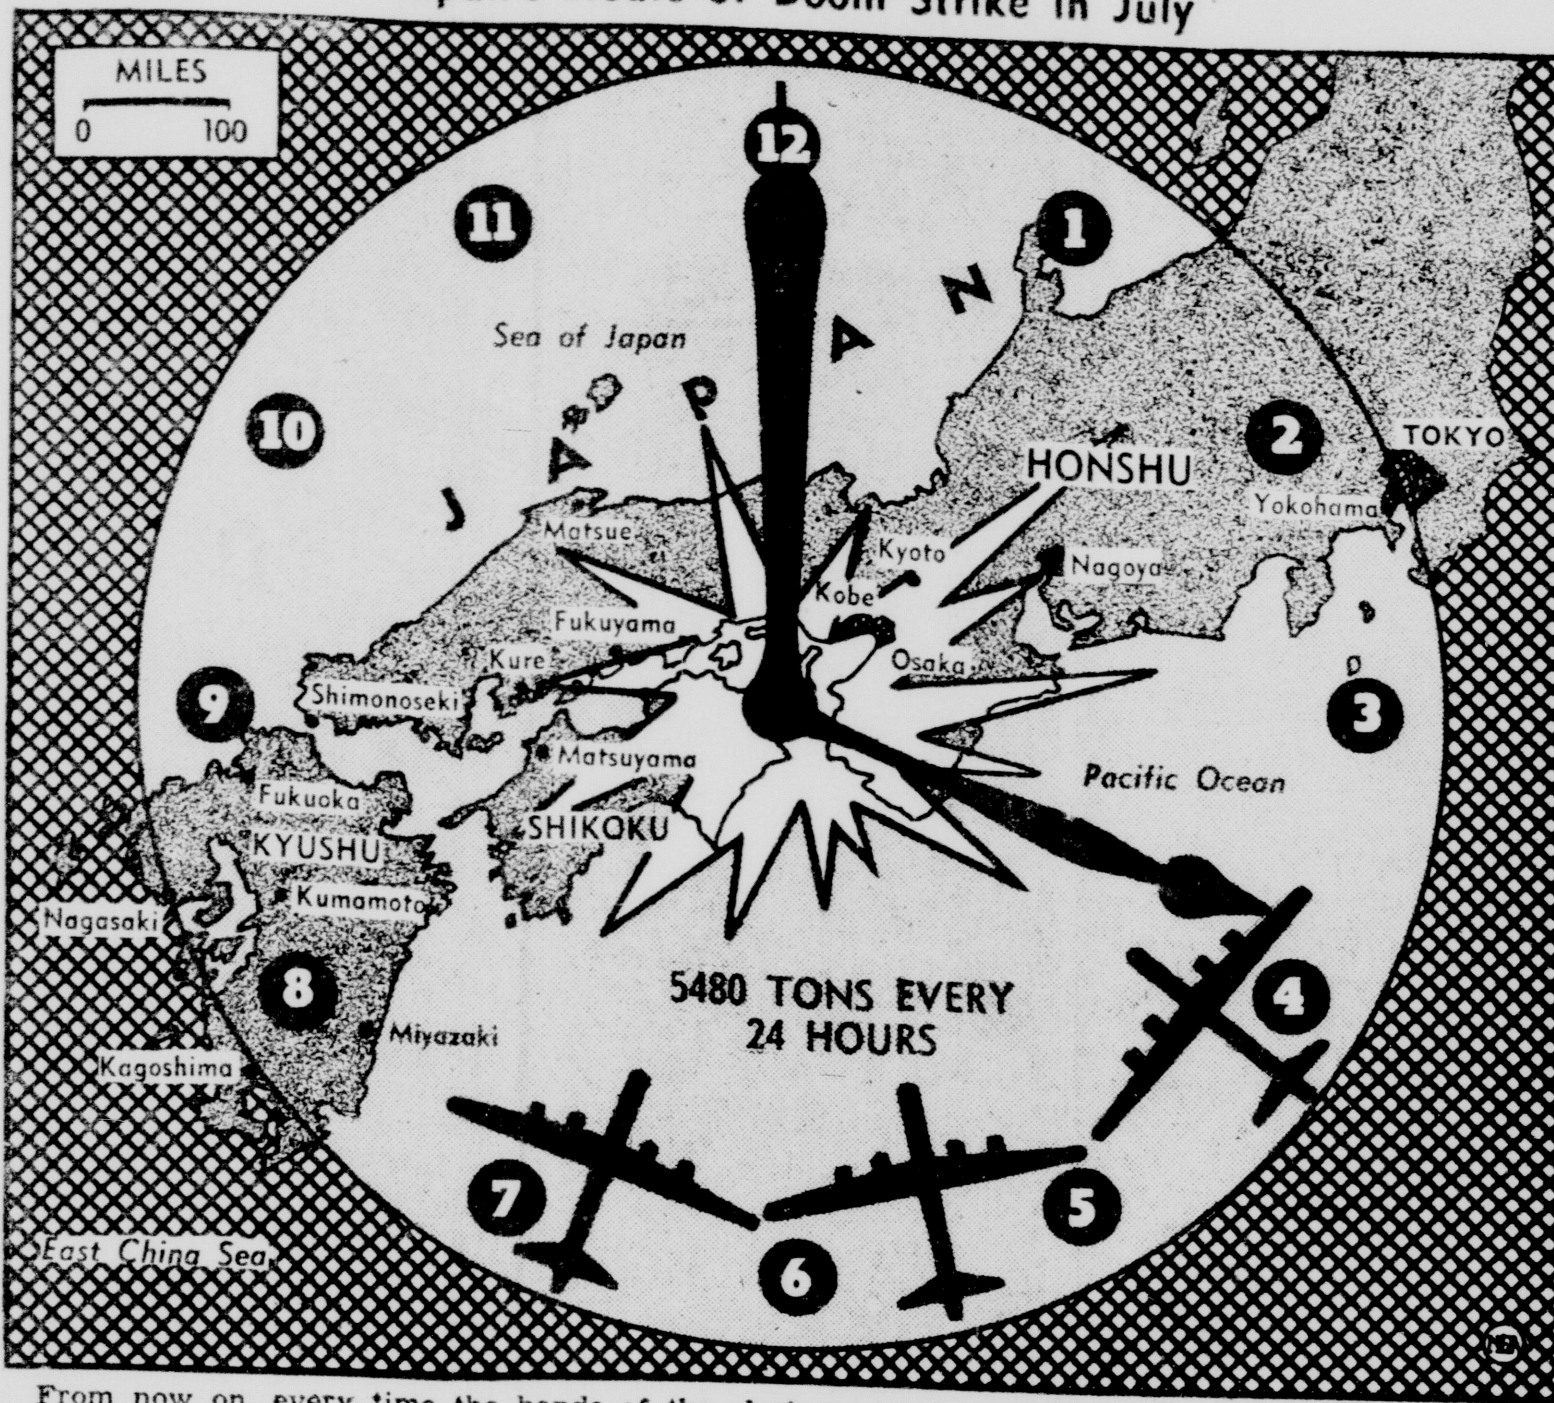 Doom Strike in July
MILES
0 100
12
11
1
JAPAN
Sea of Japan
10
2
TOKYO
HONSHU
Yokohama
Matsue
Kyoto
Nagoya
Kobe
Fukuyama
Kure
Osaka
Shimonoseki
9
3
Matsuyama
Pacific Ocean
Fukuoka
SHIKOKU
KYUSHU
Kumamoto
Nagasaki
8
4
5480 TONS EVERY
24 HOURS
Miyazaki
Kagoshima
7
5
6
East China Sea
NEA
From now on, every time the hands of the